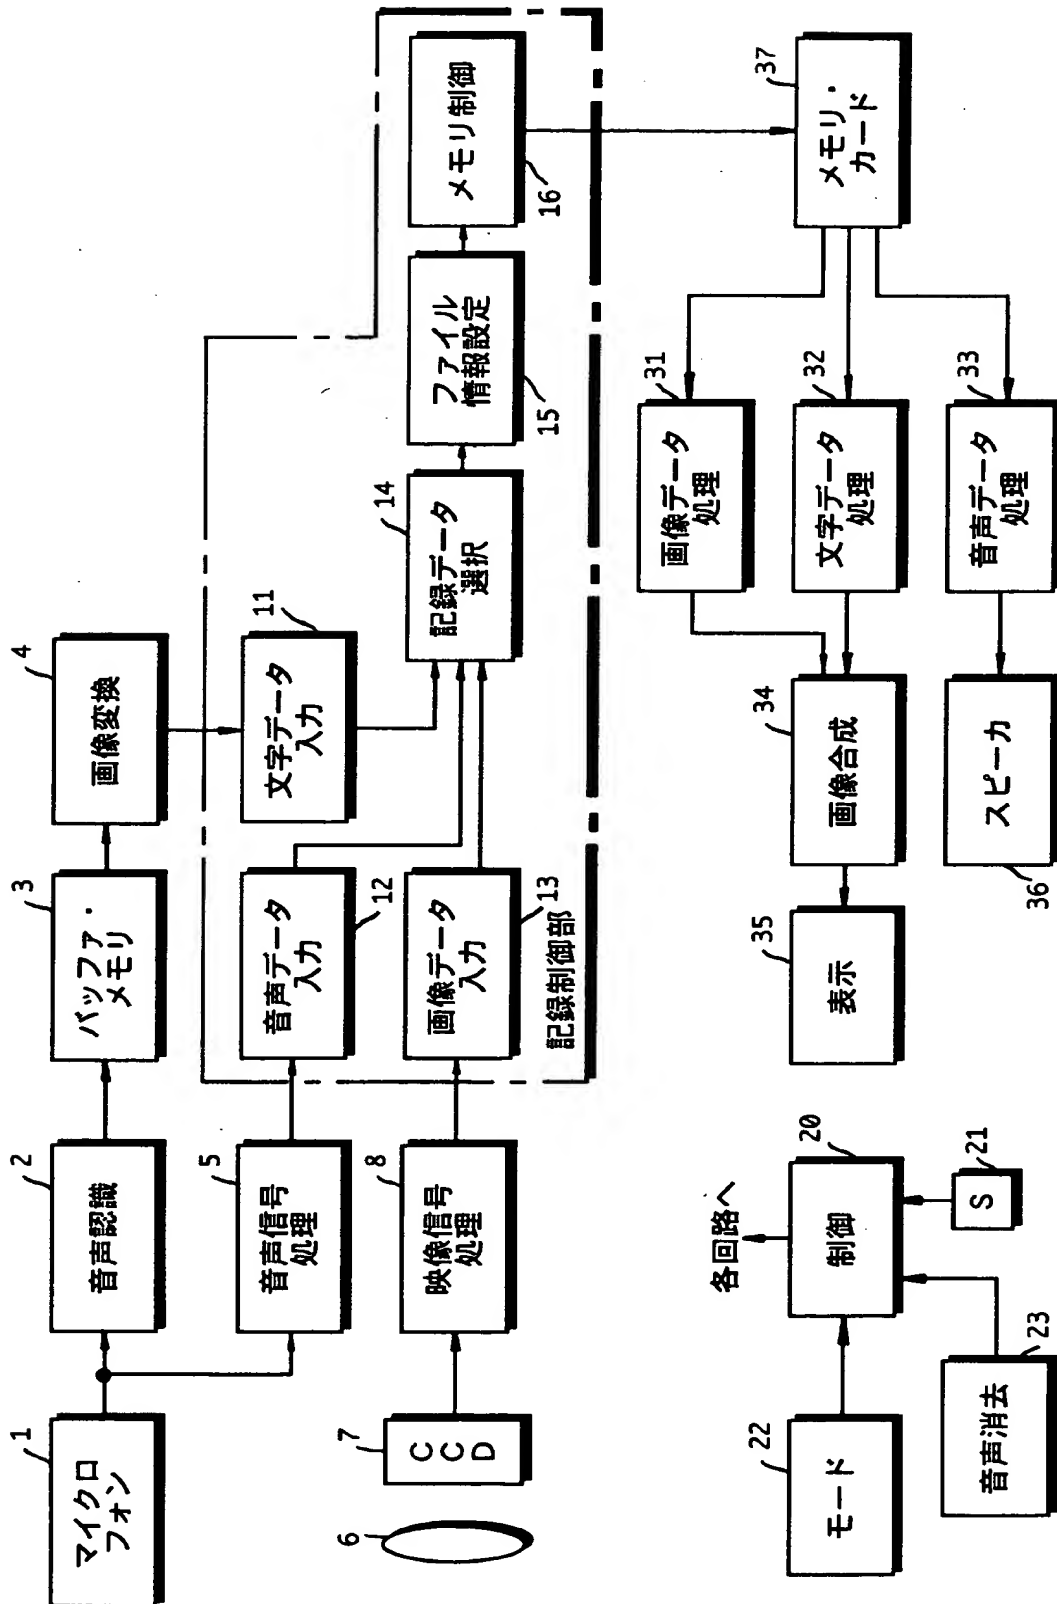 1
マイクロ
フォン
2
音声認識
3
バッファ・
メモリ
4
画像変換
5
音声信号
処理
6
7
CCD
8
映像信号
処理
11
文字データ
入力
12
音声データ
入力
13
画像データ
入力
記録制御部
14
記録データ
選択
15
ファイル
情報設定
16
メモリ制御
37
メモリ・
カード
31
画像データ
処理
32
文字データ
処理
33
音声データ
処理
34
画像合成
35
表示
36
スピーカ
各回路へ
20
制御
21
S
22
モード
23
音声消去